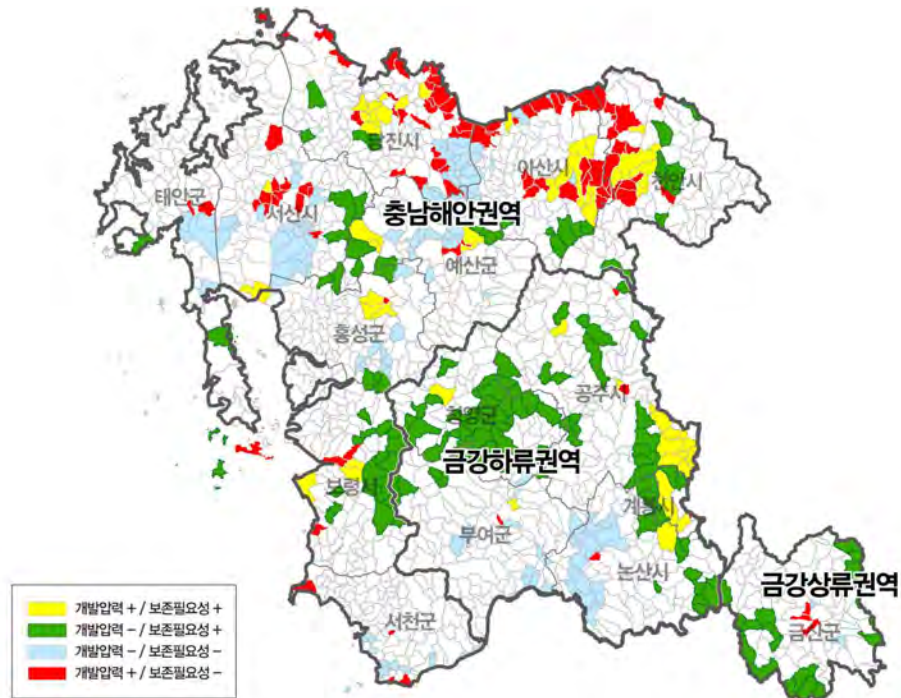 당진시
아산시
천안시
태안군
서산시
충남해안권역
예산군
홍성군
공주시
청양군
금강하류권역
보령시
계룡시
부여군
논산시
금강상류권역
금산군
서천군
개발압력 + / 보존필요성 +
개발압력 - / 보존필요성 +
개발압력 - / 보존필요성 -
개발압력 + / 보존필요성 -